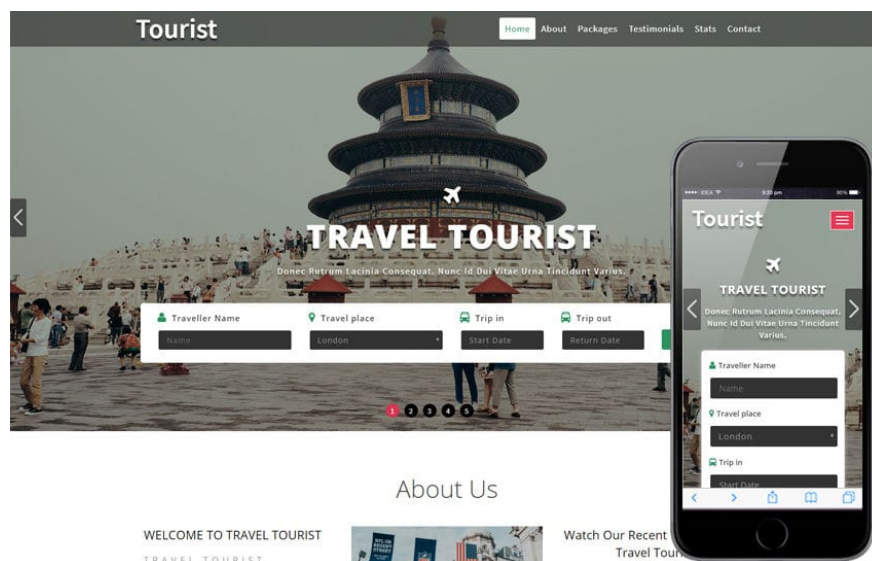 Tourist
Home About Packages Testimonials Stats Contact
TRAVEL TOURIST
Donec Rutrum Lacinia Consequat. Nunc Id Dui Vitae Urna Tincidunt Varius.
Traveller Name Travel place Trip in Trip out
Name London Start Date Return Date
1 2 3 4 5
About Us
WELCOME TO TRAVEL TOURIST
TRAVEL TOURIST
Watch Our Recent
Travel Tour
9:20 pm
Tourist
TRAVEL TOURIST
Donec Rutrum Lacinia Consequat.
Nunc Id Dui Vitae Urna Tincidunt
Varius.
Traveller Name
Name
Travel place
London
Trip in
Start Date